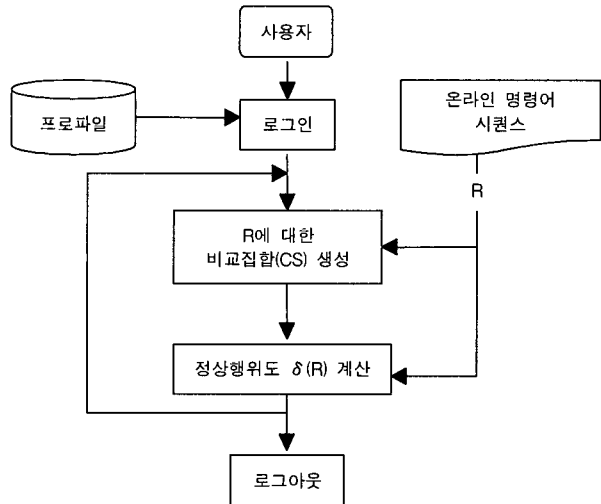 사용자
프로파일
로그인
온라인 명령어
시퀀스
R
R에 대한
비교집합(CS) 생성
정상행위도 δ(R) 계산
로그아웃